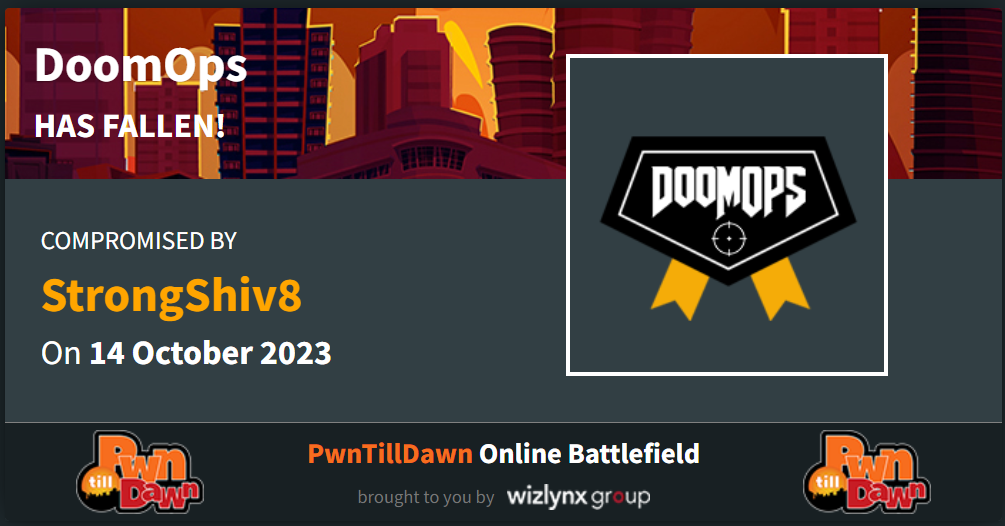 DoomOps
HAS FALLEN!
DOOMOPS
COMPROMISED BY
StrongShiv8
On 14 October 2023
Pwn
till
Dawn
PwnTillDawn Online Battlefield
brought to you by wizlynx group
Pwn
till
Dawn